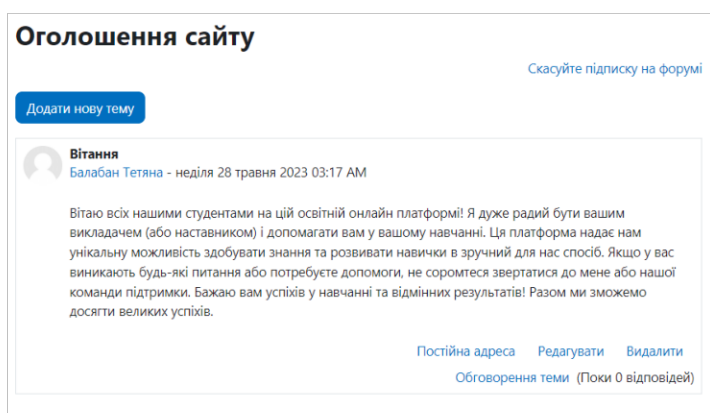 Оголошення сайту
Скасуйте підписку на форумі
Додати нову тему
Вітання
Балабан Тетяна - неділя 28 травня 2023 03:17 AM
Вітаю всіх нашими студентами на цій освітній онлайн платформі! Я дуже радий бути вашим
викладачем (або наставником) і допомагати вам у вашому навчанні. Ця платформа надає нам
унікальну можливість здобувати знання та розвивати навички в зручний для нас спосіб. Якщо у вас
виникають будь-які питання або потребуєте допомоги, не соромтеся звертатися до мене або нашої
команди підтримки. Бажаю вам успіхів у навчанні та відмінних результатів! Разом ми зможемо
досягти великих успіхів.
Постійна адреса Редагувати Видалити
Обговорення теми (Поки 0 відповідей)